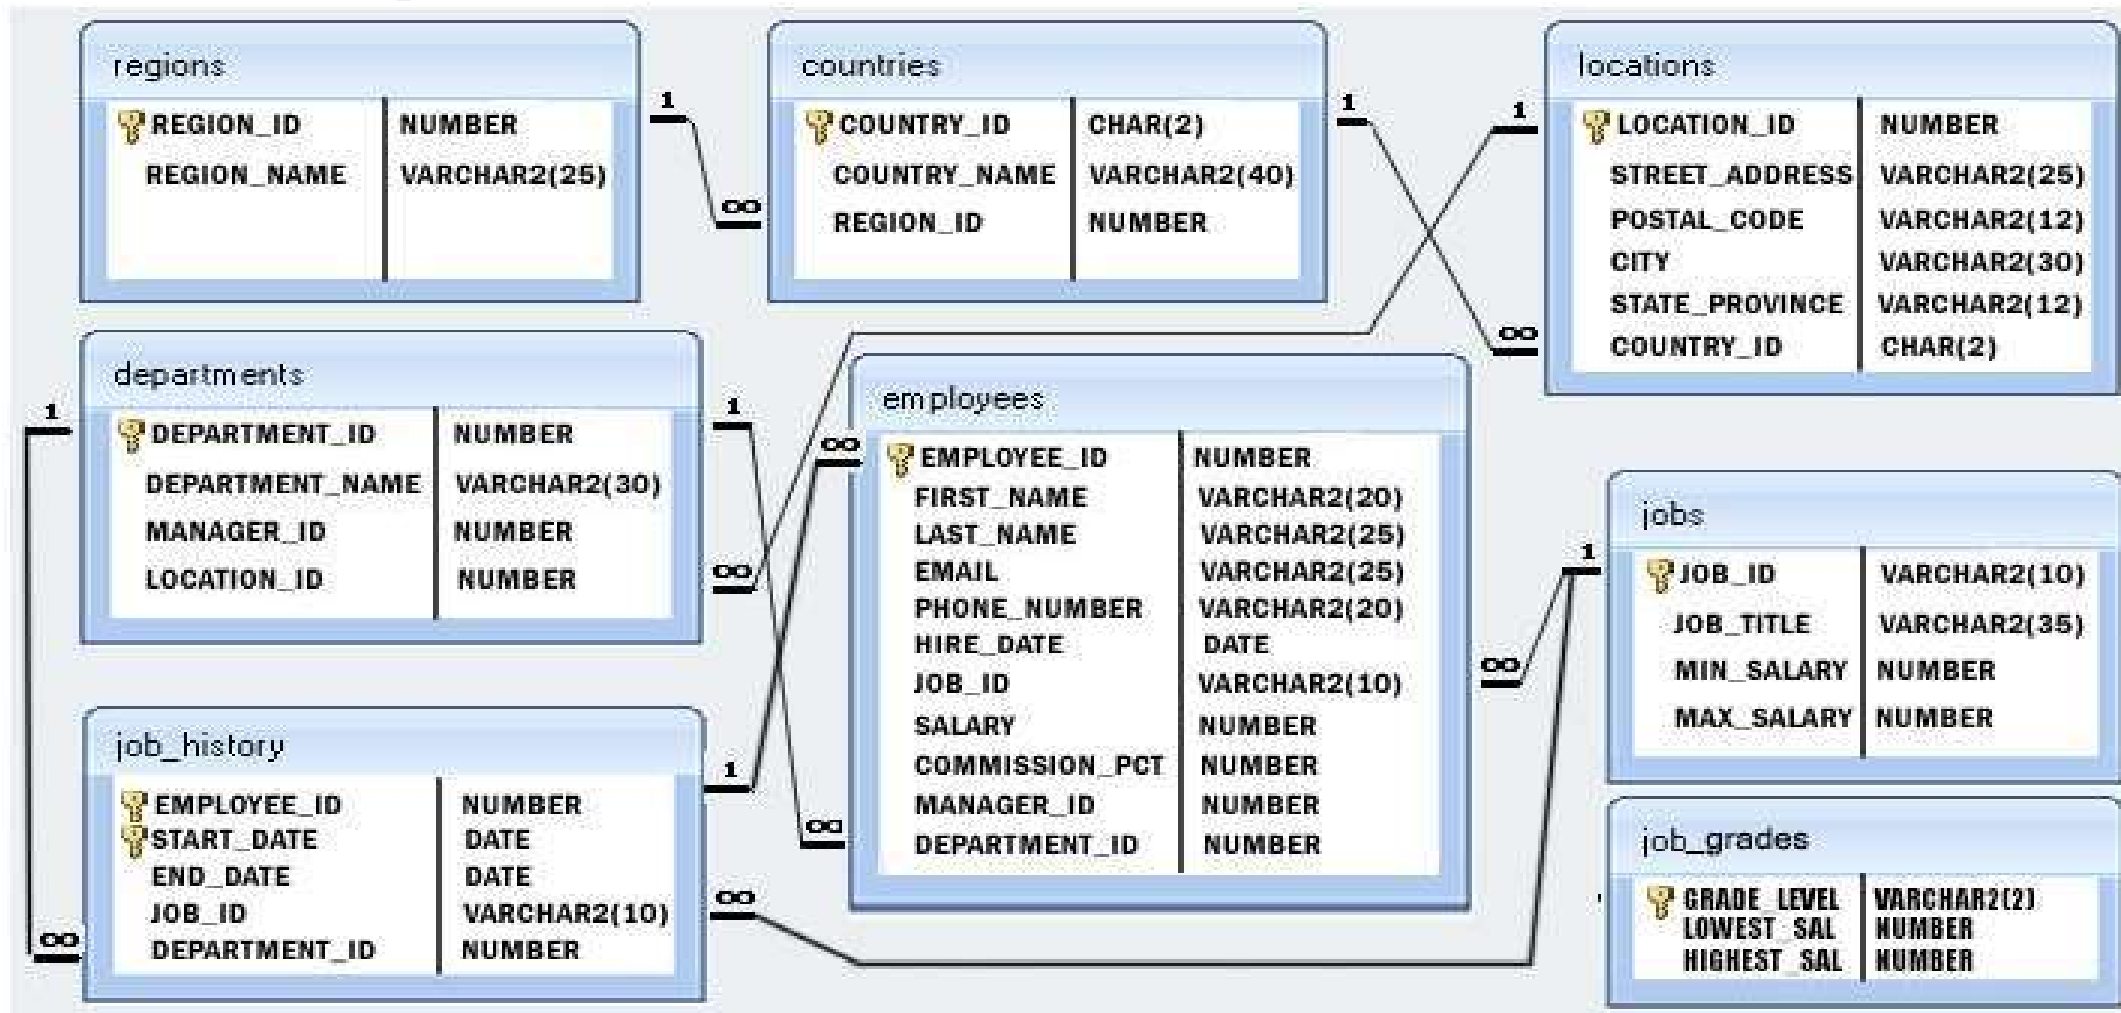 regions
REGION_ID NUMBER
REGION_NAME VARCHAR2(25)
1
∞
countries
COUNTRY_ID CHAR(2)
COUNTRY_NAME VARCHAR2(40)
REGION_ID NUMBER
1
∞
locations
1
LOCATION_ID NUMBER
STREET_ADDRESS VARCHAR2(25)
POSTAL_CODE VARCHAR2(12)
CITY VARCHAR2(30)
STATE_PROVINCE VARCHAR2(12)
COUNTRY_ID CHAR(2)
departments
1
1
DEPARTMENT_ID NUMBER
DEPARTMENT_NAME VARCHAR2(30)
MANAGER_ID NUMBER
LOCATION_ID NUMBER
∞
employees
∞
EMPLOYEE_ID NUMBER
FIRST_NAME VARCHAR2(20)
LAST_NAME VARCHAR2(25)
EMAIL VARCHAR2(25)
PHONE_NUMBER VARCHAR2(20)
HIRE_DATE DATE
JOB_ID VARCHAR2(10)
SALARY NUMBER
COMMISSION_PCT NUMBER
MANAGER_ID NUMBER
DEPARTMENT_ID NUMBER
∞
∞
jobs
1
JOB_ID VARCHAR2(10)
JOB_TITLE VARCHAR2(35)
MIN_SALARY NUMBER
MAX_SALARY NUMBER
job_history
1
EMPLOYEE_ID NUMBER
START_DATE DATE
END_DATE DATE
JOB_ID VARCHAR2(10)
DEPARTMENT_ID NUMBER
∞
∞
job_grades
GRADE_LEVEL VARCHAR2(2)
LOWEST_SAL NUMBER
HIGHEST_SAL NUMBER